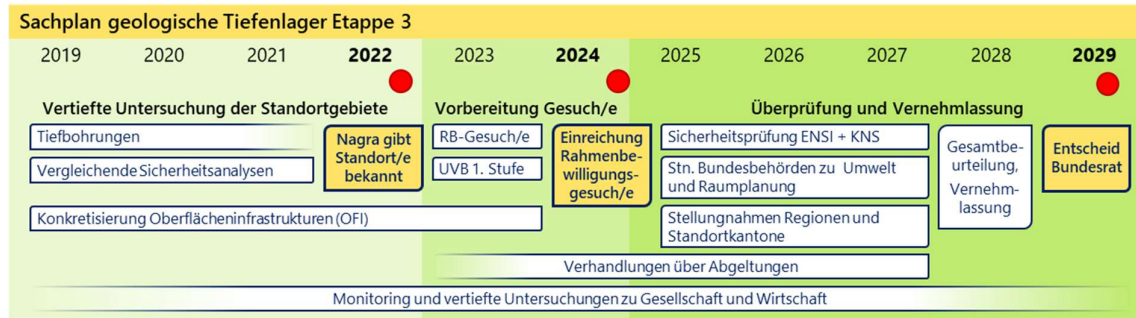 Sachplan geologische Tiefenlager Etappe 3
2019 2020 2021 2022 2023 2024 2025 2026 2027 2028 2029
Vertiefte Untersuchung der Standortgebiete
Vorbereitung Gesuch/e
Überprüfung und Vernehmlassung
Tiefbohrungen
Vergleichende Sicherheitsanalysen
Nagra gibt
Standort/e
bekannt
Konkretisierung Oberflächeninfrastrukturen (OFI)
RB-Gesuch/e
UVB 1. Stufe
Einreichung
Rahmenbe-
willigungs-
gesuch/e
Sicherheitsprüfung ENSI + KNS
Stn. Bundesbehörden zu Umwelt
und Raumplanung
Stellungnahmen Regionen und
Standortkantone
Gesamtbe-
urteilung,
Vernehm-
lassung
Entscheid
Bundesrat
Verhandlungen über Abgeltungen
Monitoring und vertiefte Untersuchungen zu Gesellschaft und Wirtschaft